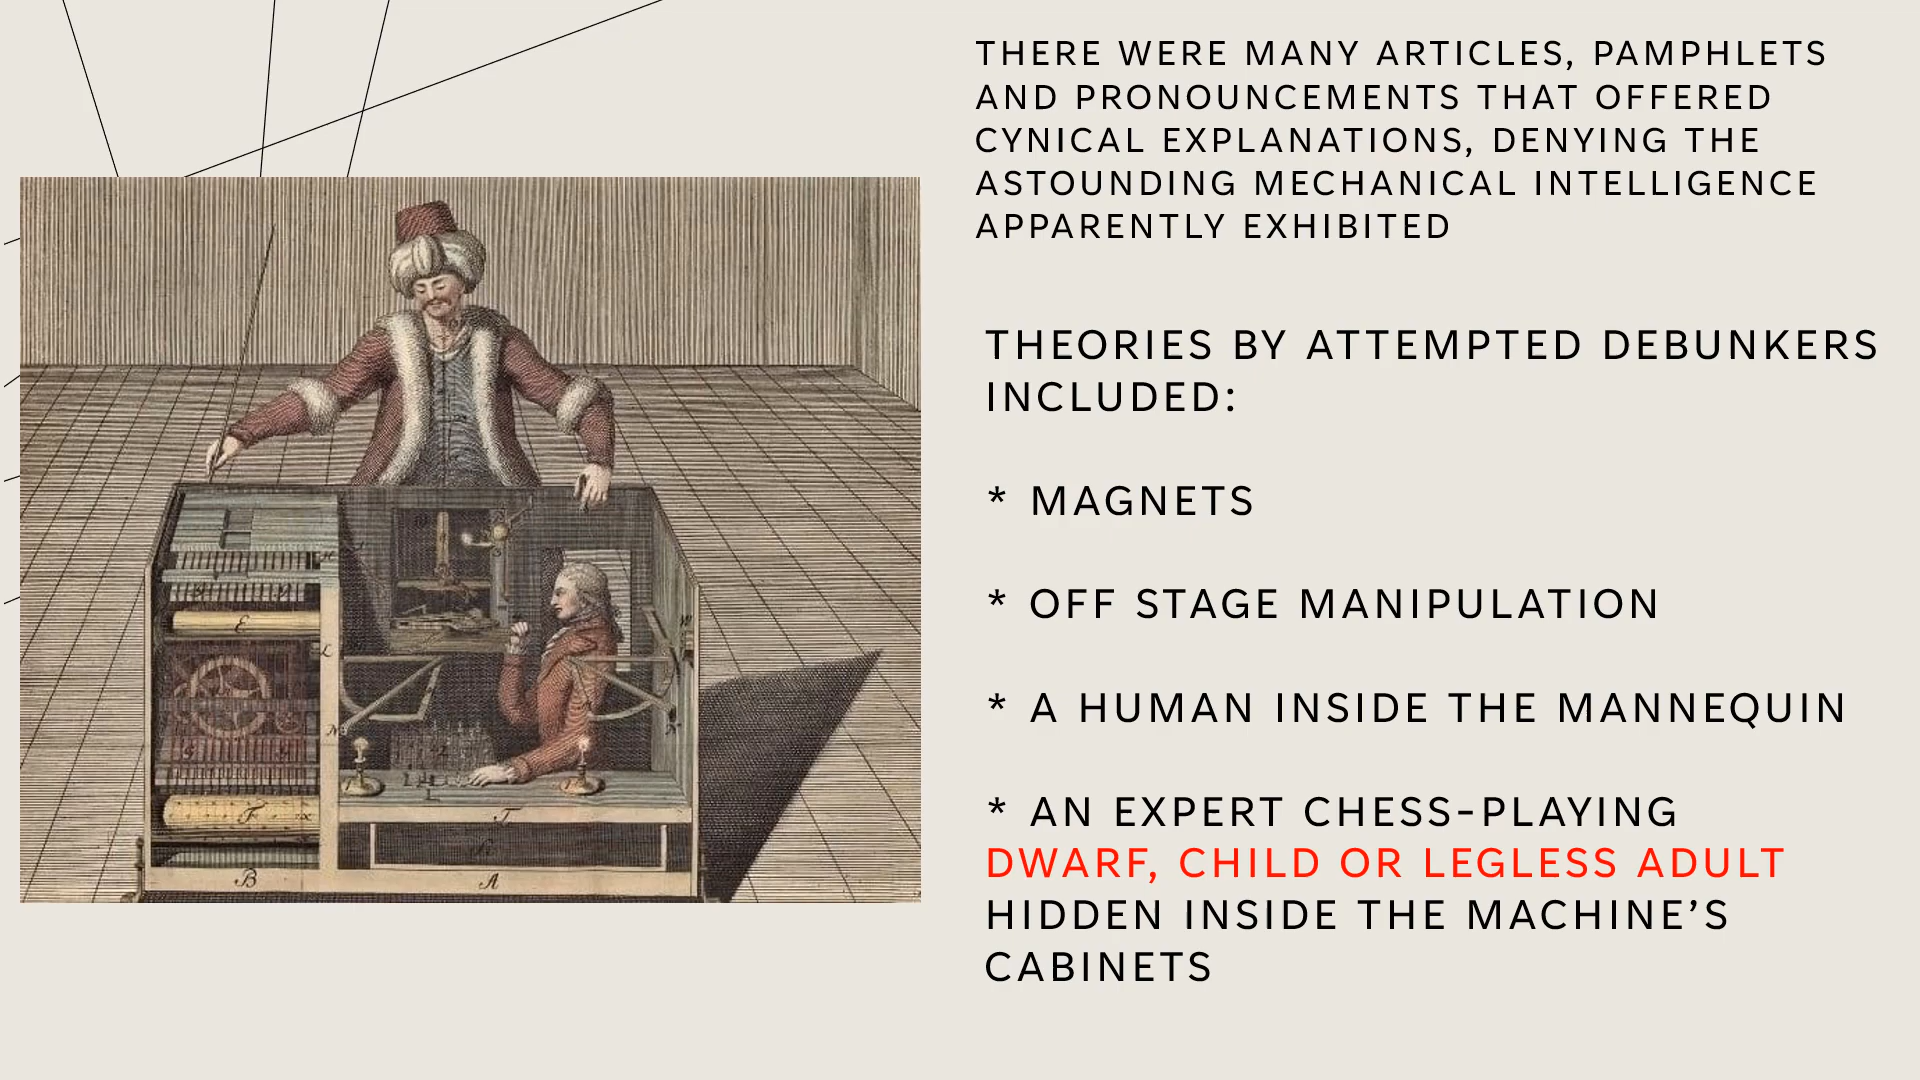 THERE WERE MANY ARTICLES, PAMPHLETS
AND PRONOUNCEMENTS THAT OFFERED
CYNICAL EXPLANATIONS, DENYING THE
ASTOUNDING MECHANICAL INTELLIGENCE
APPARENTLY EXHIBITED
THEORIES BY ATTEMPTED DEBUNKERS
INCLUDED:
* MAGNETS
* OFF STAGE MANIPULATION
* A HUMAN INSIDE THE MANNEQUIN
* AN EXPERT CHESS-PLAYING
DWARF, CHILD OR LEGLESS ADULT
HIDDEN INSIDE THE MACHINE’S
CABINETS
E
L
F
T
B
A